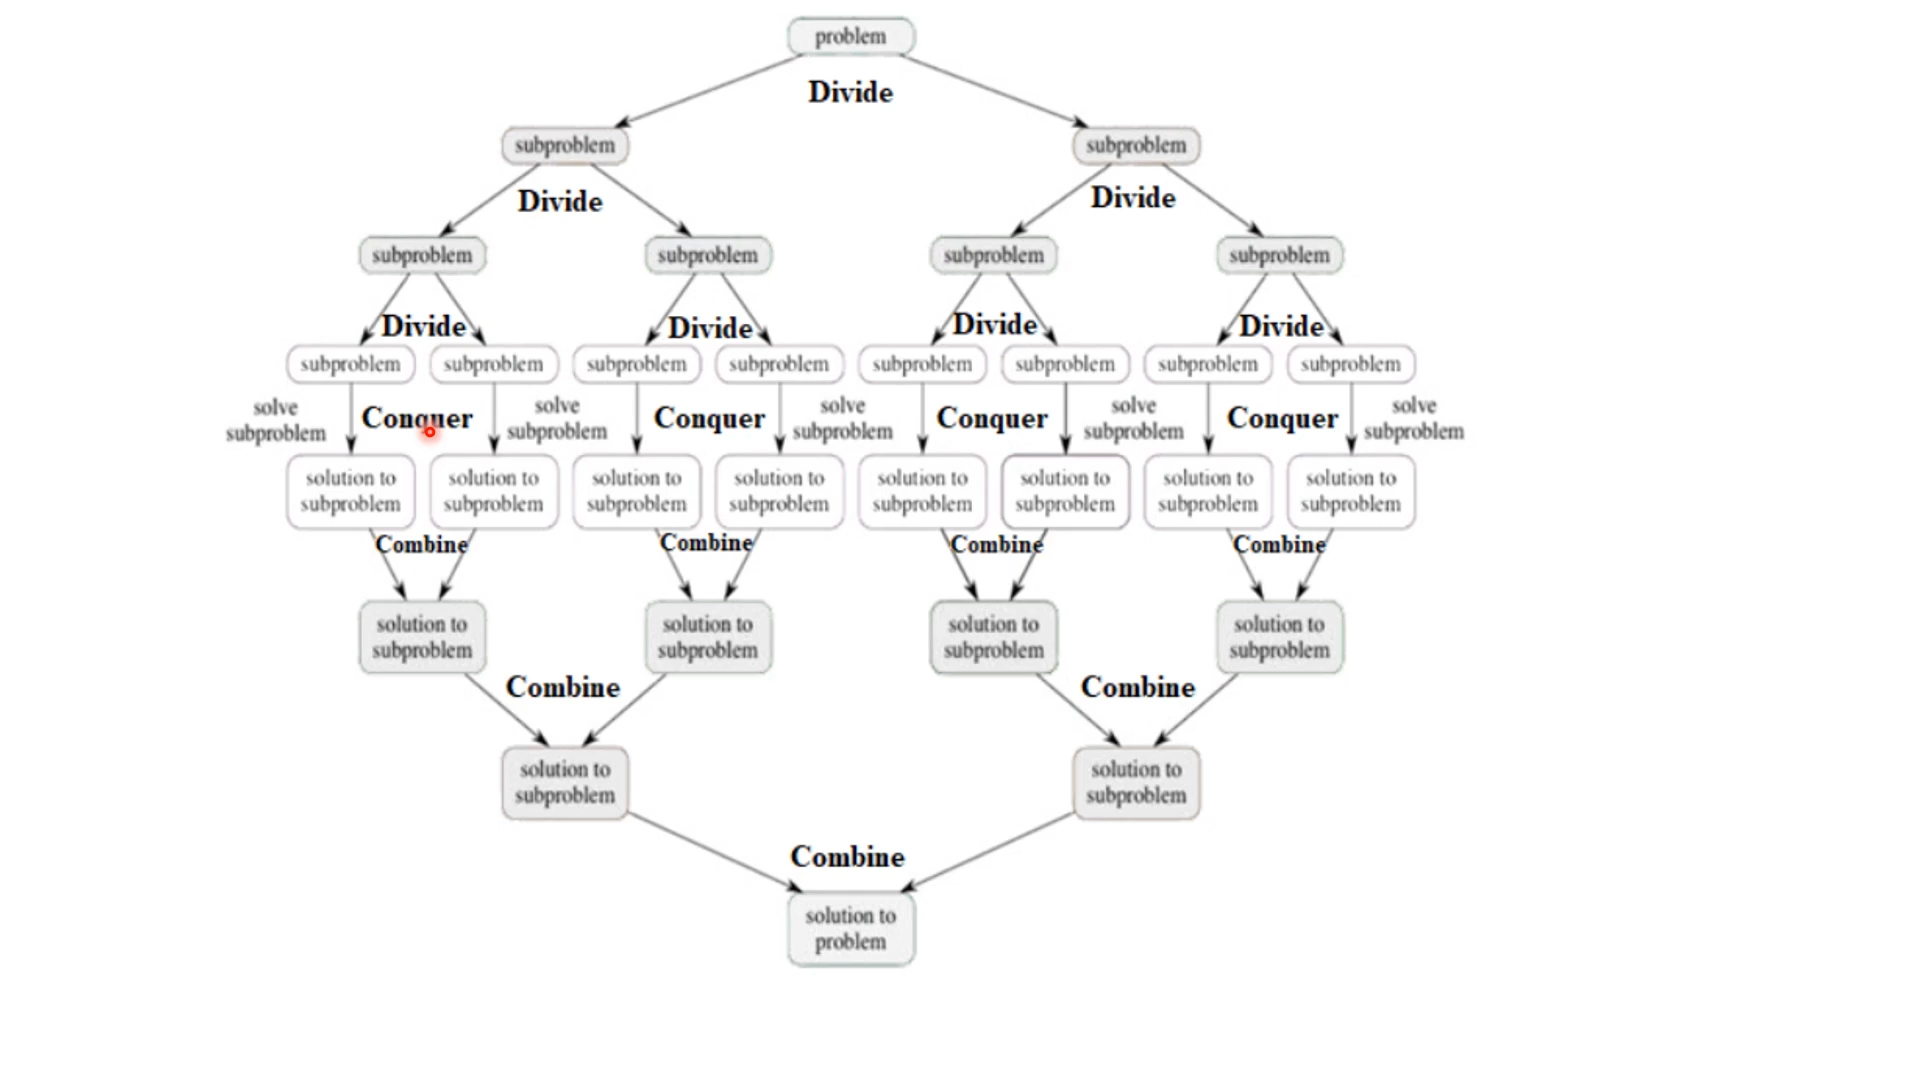 problem
Divide
subproblem subproblem
Divide Divide
subproblem subproblem subproblem subproblem
Divide Divide Divide Divide
subproblem subproblem subproblem subproblem subproblem subproblem subproblem subproblem
solve Conquer solve Conquer solve Conquer solve Conquer solve
subproblem subproblem subproblem subproblem subproblem
solution to solution to solution to solution to solution to solution to solution to solution to
subproblem subproblem subproblem subproblem subproblem subproblem subproblem subproblem
Combine Combine Combine Combine
solution to solution to solution to solution to
subproblem subproblem subproblem subproblem
Combine Combine
solution to solution to
subproblem subproblem
Combine
solution to
problem